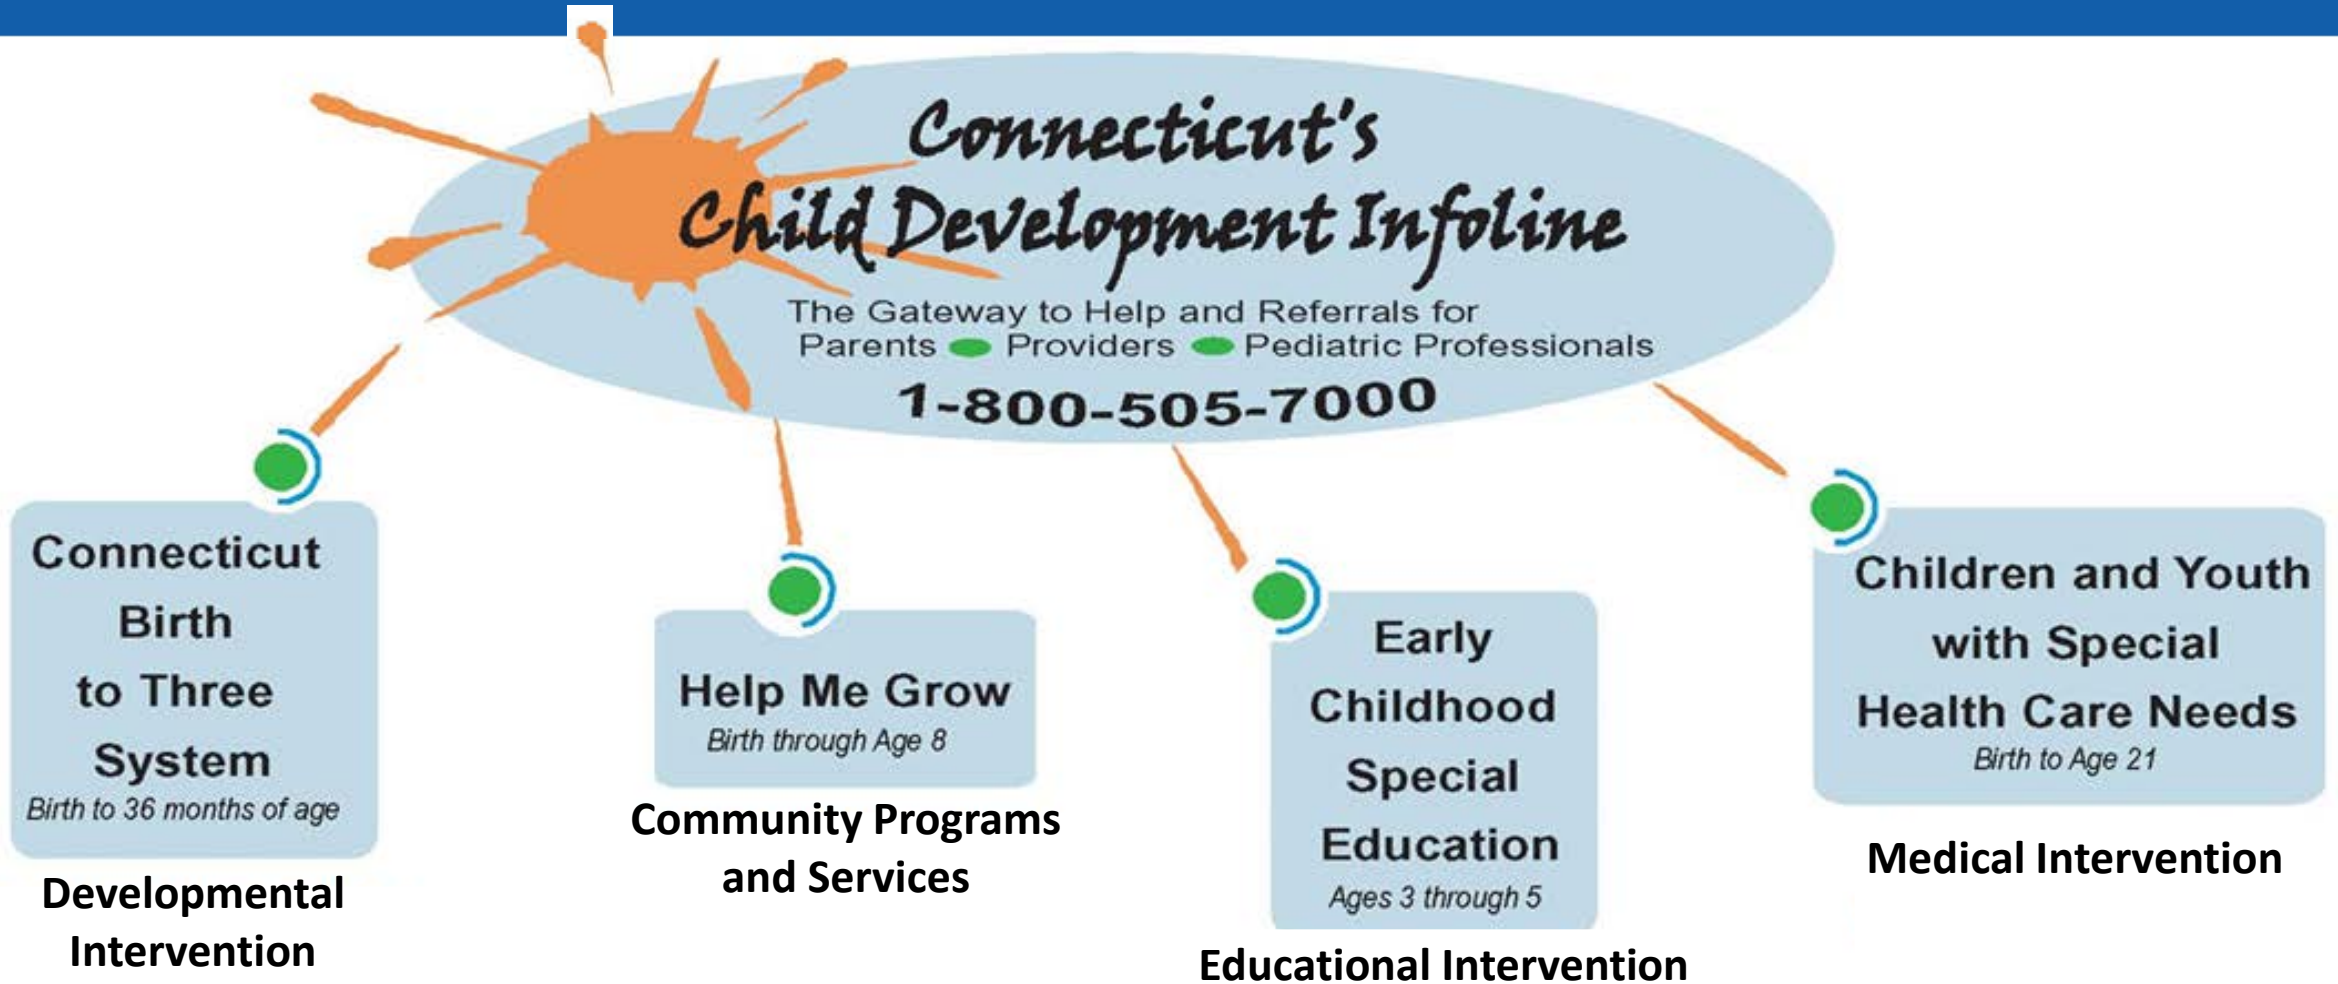 Connecticut's
Child Development Infoline
The Gateway to Help and Referrals for
Parents Providers Pediatric Professionals
1-800-505-7000
Connecticut
Birth
to Three
System
Birth to 36 months of age
Developmental
Intervention
Help Me Grow
Birth through Age 8
Community Programs
and Services
Early
Childhood
Special
Education
Ages 3 through 5
Educational Intervention
Children and Youth
with Special
Health Care Needs
Birth to Age 21
Medical Intervention